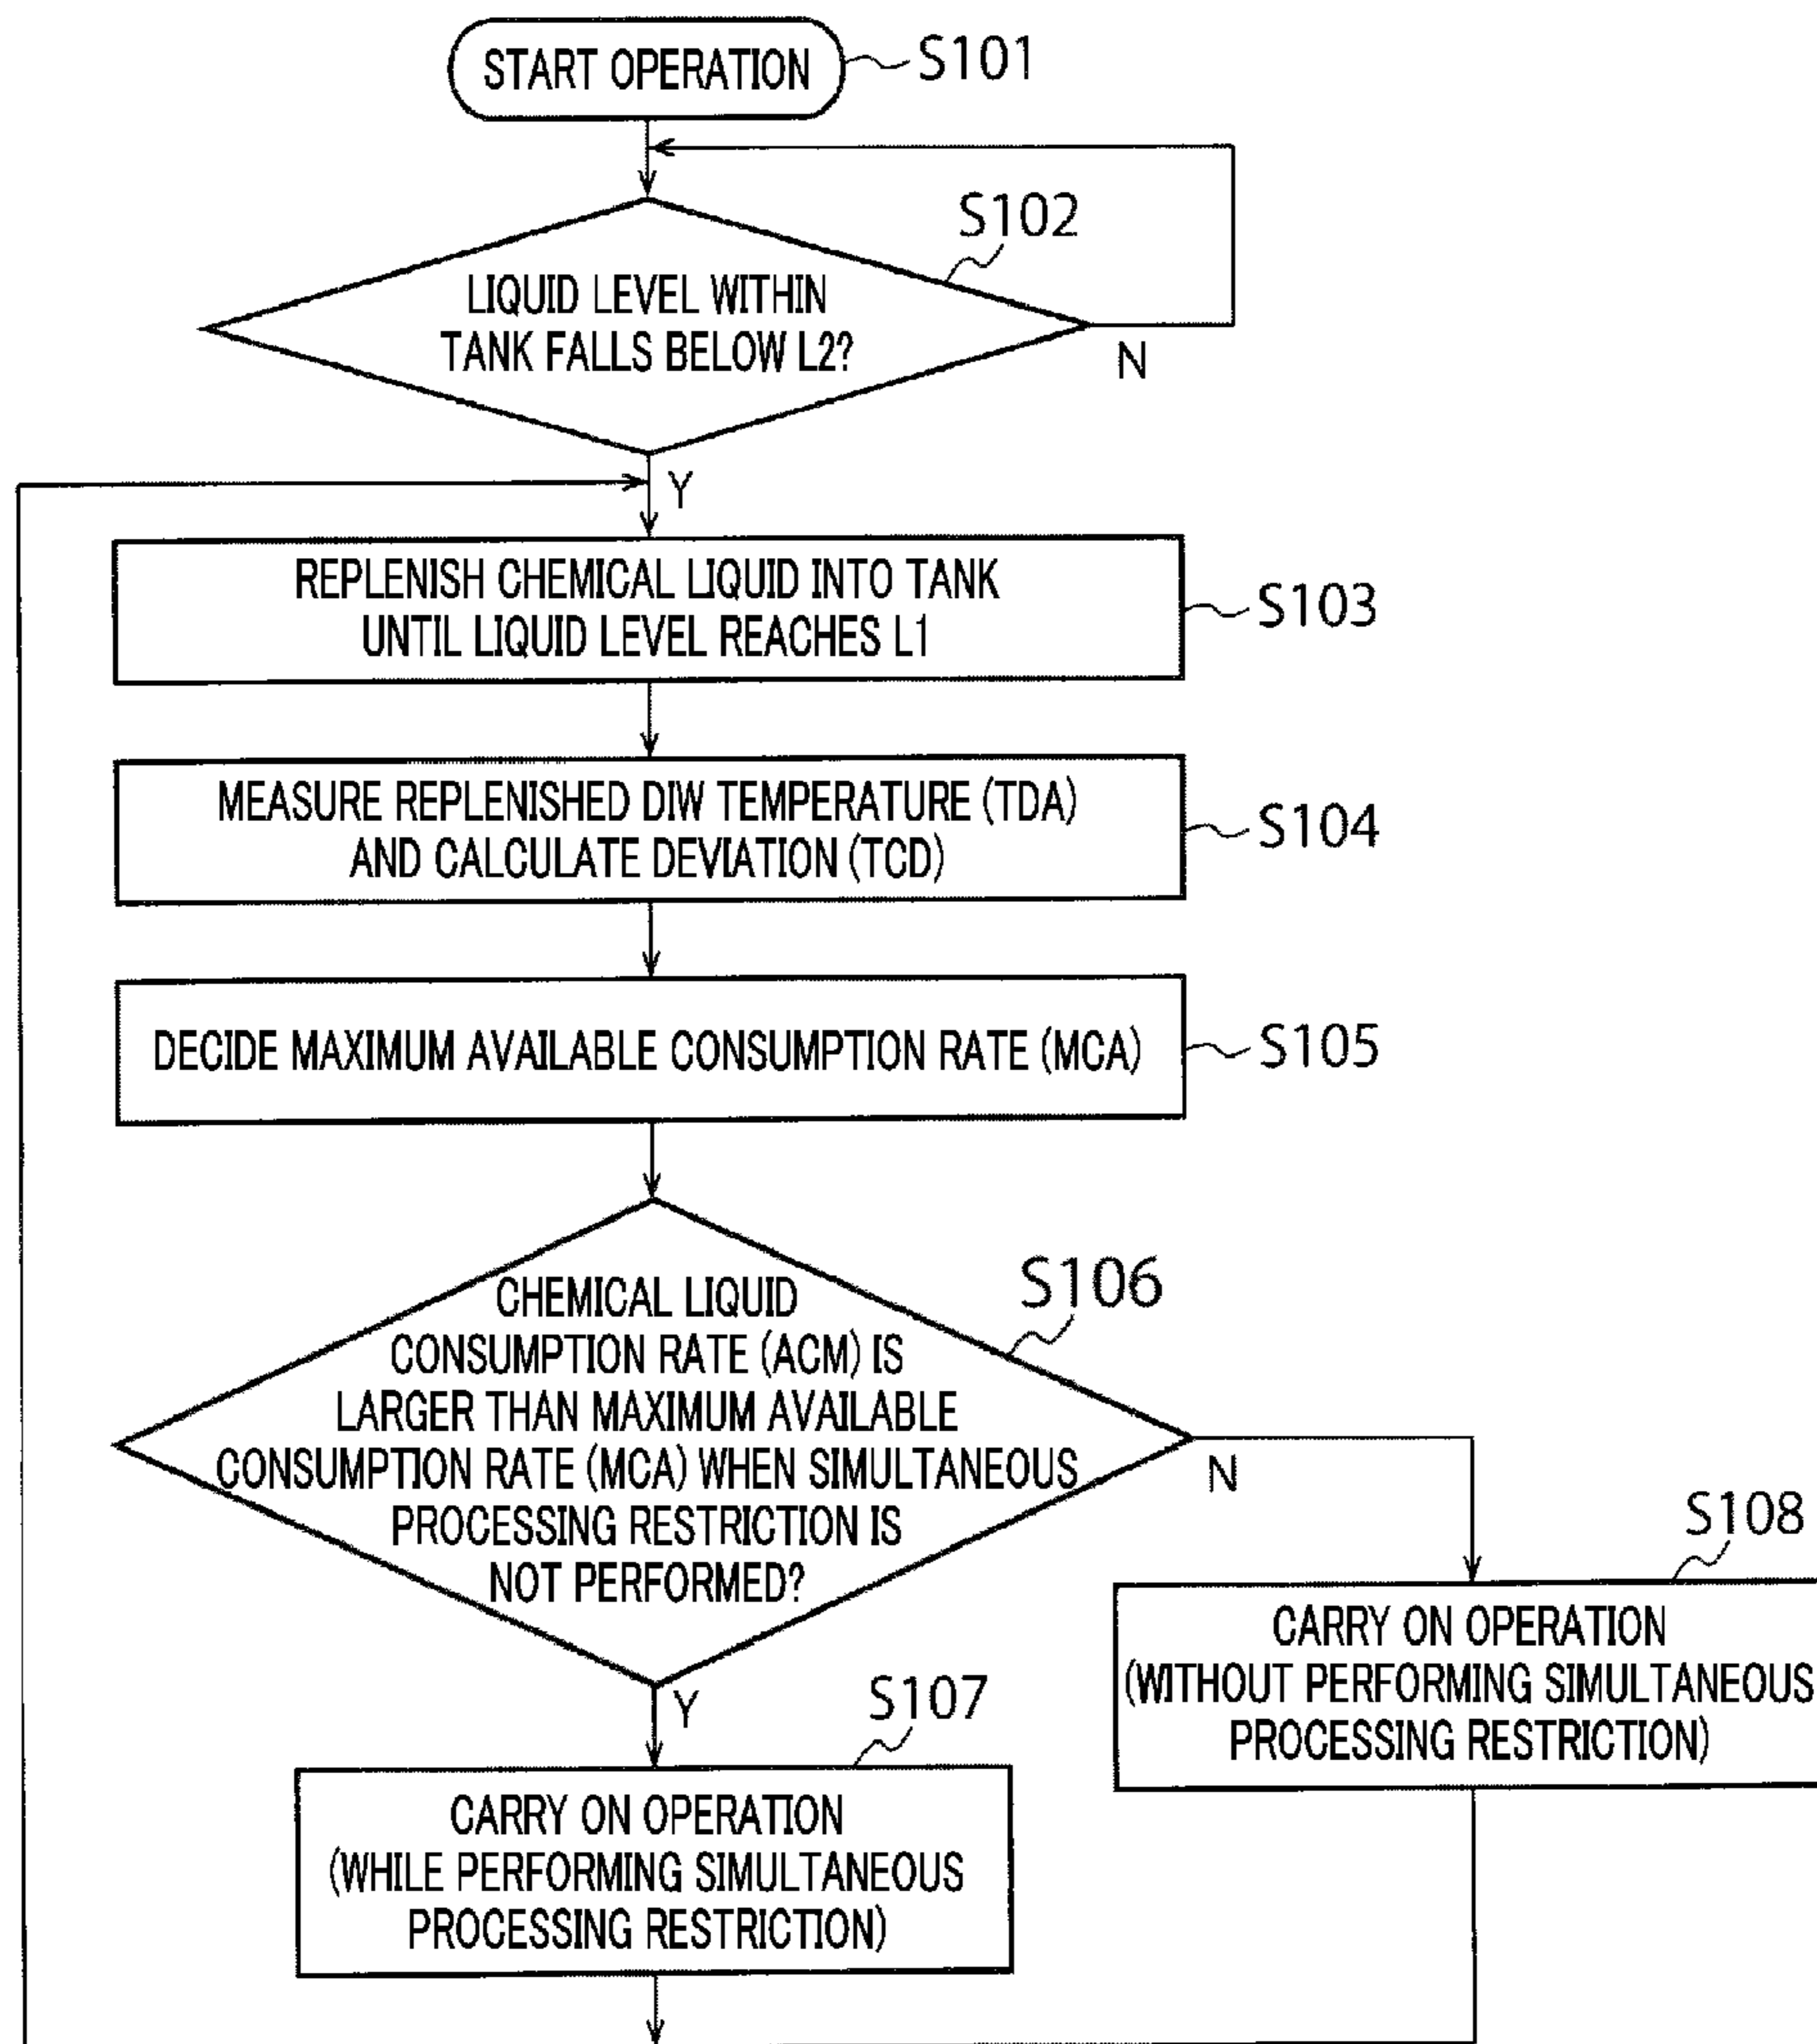 START OPERATION
S101
S102
LIQUID LEVEL WITHIN
TANK FALLS BELOW L2?
N
Y
REPLENISH CHEMICAL LIQUID INTO TANK
UNTIL LIQUID LEVEL REACHES L1
S103
MEASURE REPLENISHED DIW TEMPERATURE (TDA)
AND CALCULATE DEVIATION (TCD)
S104
DECIDE MAXIMUM AVAILABLE CONSUMPTION RATE (MCA)
S105
S106
CHEMICAL LIQUID
CONSUMPTION RATE (ACM) IS
LARGER THAN MAXIMUM AVAILABLE
CONSUMPTION RATE (MCA) WHEN SIMULTANEOUS
PROCESSING RESTRICTION IS
NOT PERFORMED?
N
Y
S108
CARRY ON OPERATION
(WITHOUT PERFORMING SIMULTANEOUS
PROCESSING RESTRICTION)
S107
CARRY ON OPERATION
(WHILE PERFORMING SIMULTANEOUS
PROCESSING RESTRICTION)